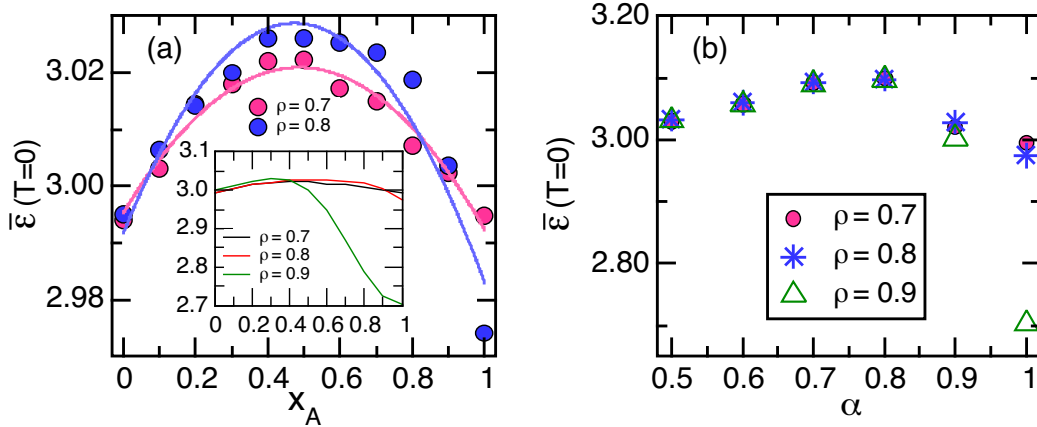 (a)
3.02
3.00
2.98
ε̄ (T=0)
ρ = 0.7
ρ = 0.8
3.1
3.0
2.9
2.8
2.7
ρ = 0.7
ρ = 0.8
ρ = 0.9
0 0.2 0.4 0.6 0.8 1
0 0.2 0.4 0.6 0.8 1
x_A
(b)
3.20
3.00
2.80
ε̄ (T=0)
ρ = 0.7
ρ = 0.8
ρ = 0.9
0.5 0.6 0.7 0.8 0.9 1
α